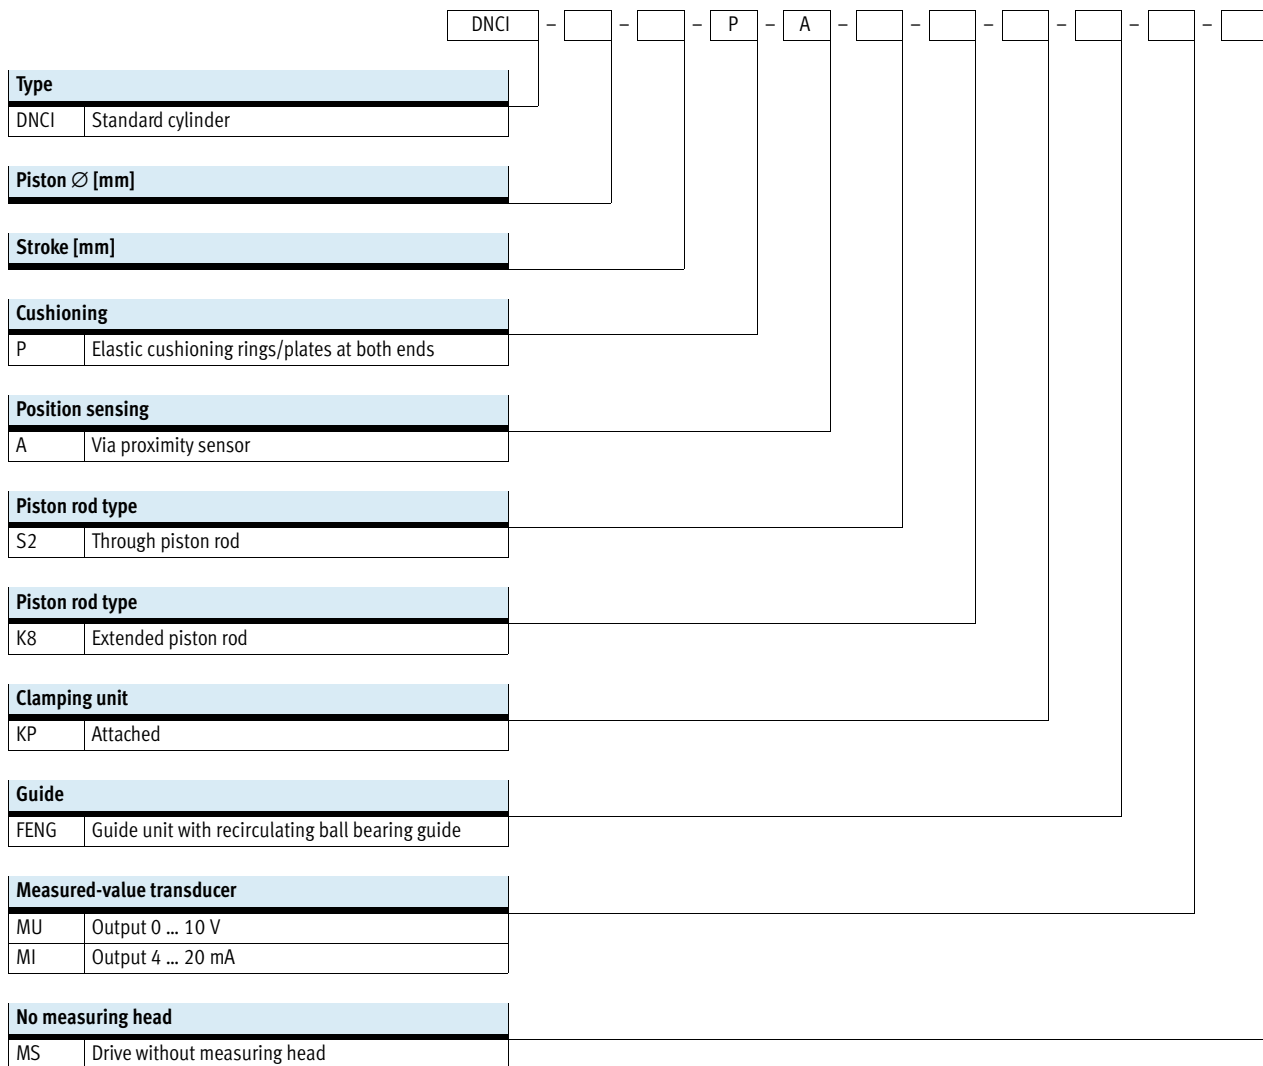 DNCI – – – P – A – – – – – –
Type
DNCI Standard cylinder
Piston ∅ [mm]
Stroke [mm]
Cushioning
P Elastic cushioning rings/plates at both ends
Position sensing
A Via proximity sensor
Piston rod type
S2 Through piston rod
Piston rod type
K8 Extended piston rod
Clamping unit
KP Attached
Guide
FENG Guide unit with recirculating ball bearing guide
Measured-value transducer
MU Output 0 ... 10 V
MI Output 4 ... 20 mA
No measuring head
MS Drive without measuring head